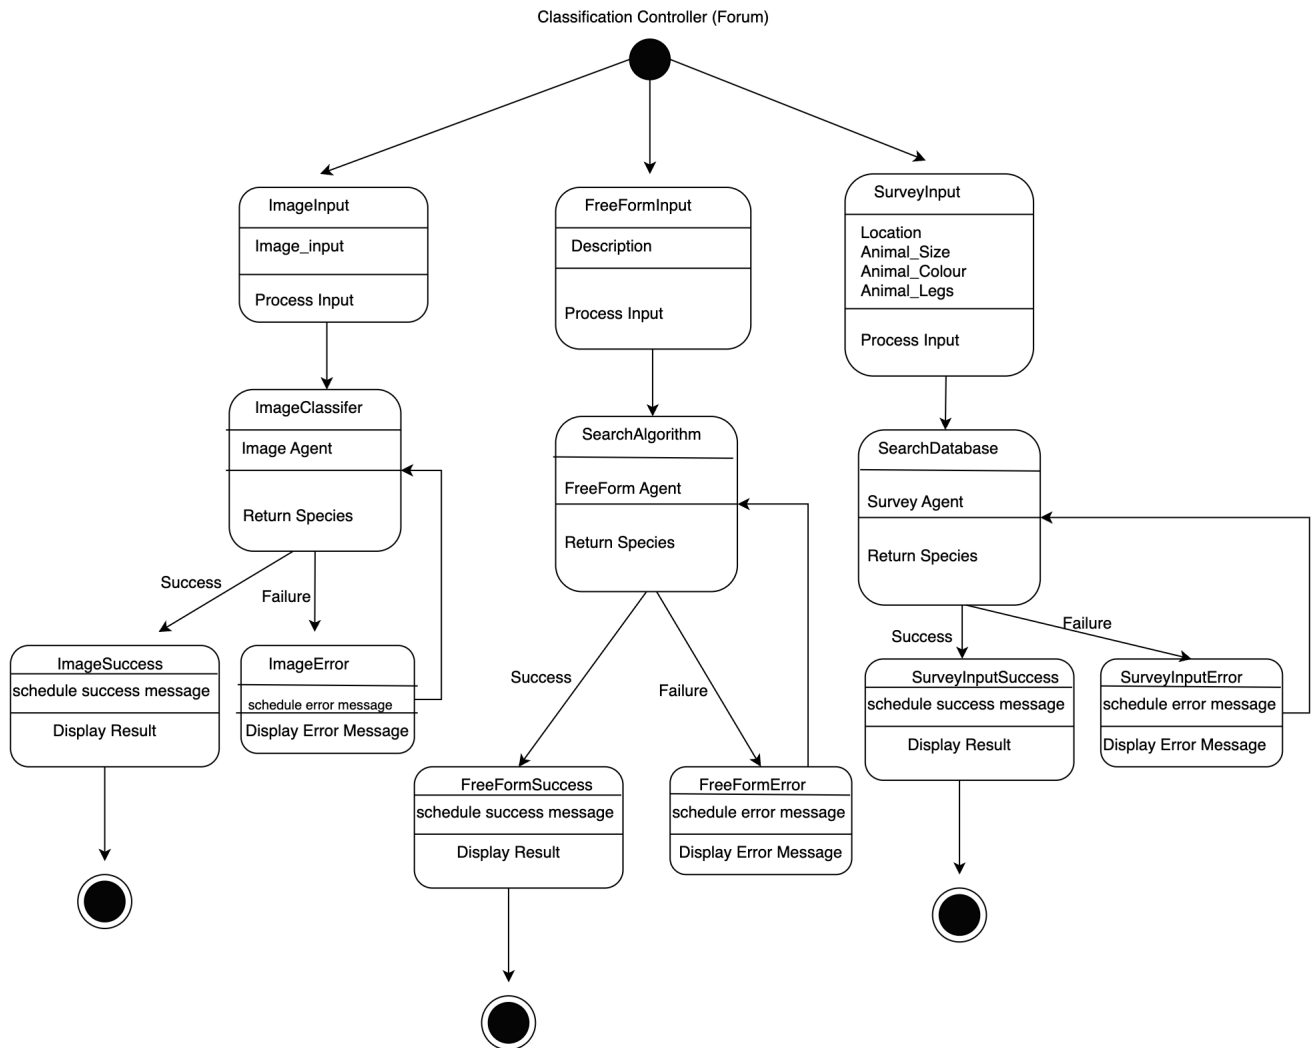 Classification Controller (Forum)
ImageInput
Image_input
Process Input
FreeFormInput
Description
Process Input
SurveyInput
Location
Animal_Size
Animal_Colour
Animal_Legs
Process Input
ImageClassifer
Image Agent
Return Species
SearchAlgorithm
FreeForm Agent
Return Species
SearchDatabase
Survey Agent
Return Species
Success
Failure
Success
Failure
Success
Failure
ImageSuccess
schedule success message
Display Result
ImageError
schedule error message
Display Error Message
FreeFormSuccess
schedule success message
Display Result
FreeFormError
schedule error message
Display Error Message
SurveyInputSuccess
schedule success message
Display Result
SurveyInputError
schedule error message
Display Error Message